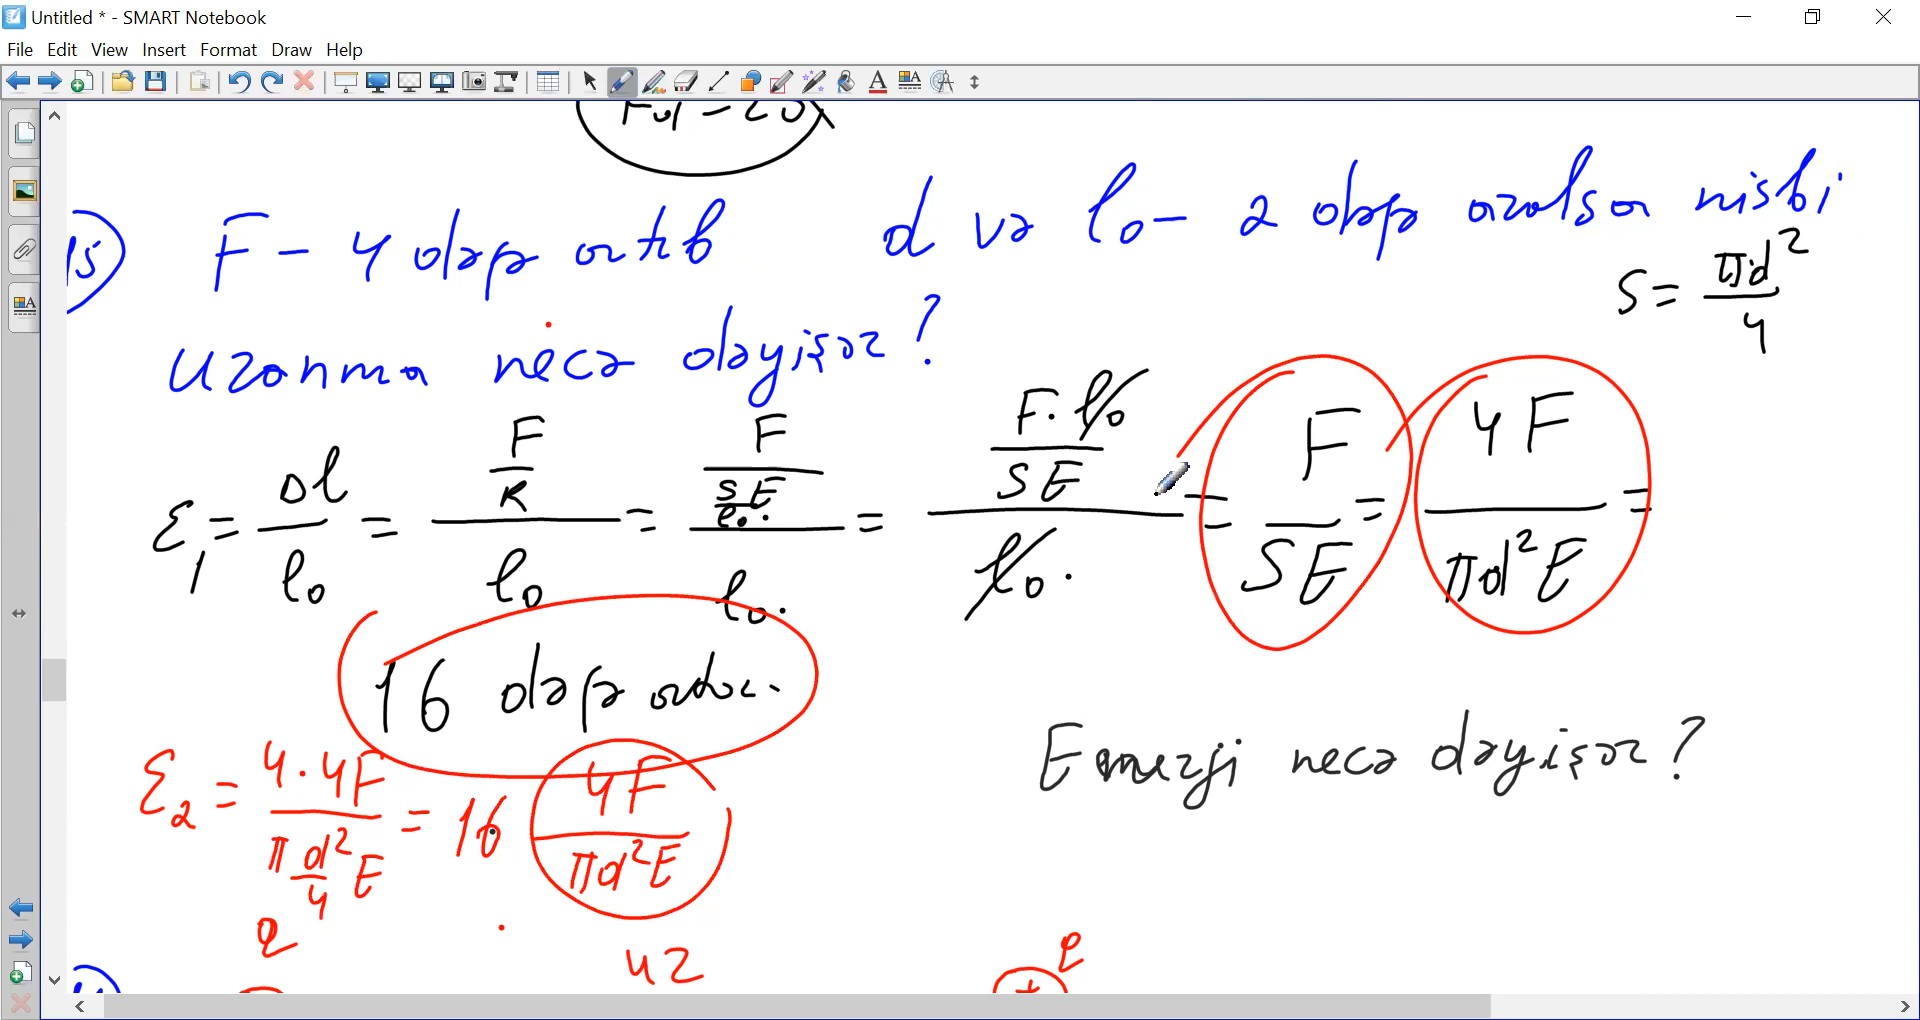 Untitled * - SMART Notebook
File Edit View Insert Format Draw Help
15) F - 4 dəfə artıb d və l₀ - 2 dəfə azalsa nisbi
S = πd²/4
uzanma necə dəyişər?
ε₁ = Δl/l₀ = (F/k)/l₀ = (F/(SE/l₀))/l₀ = (F·l₀/SE)/l₀ = F/SE = 4F/πd²E =
16 dəfə artar.
Enerji necə dəyişər?
ε₂ = 4·4F/(π d²/4 E) = 16 4F/πd²E
q
q
42
+